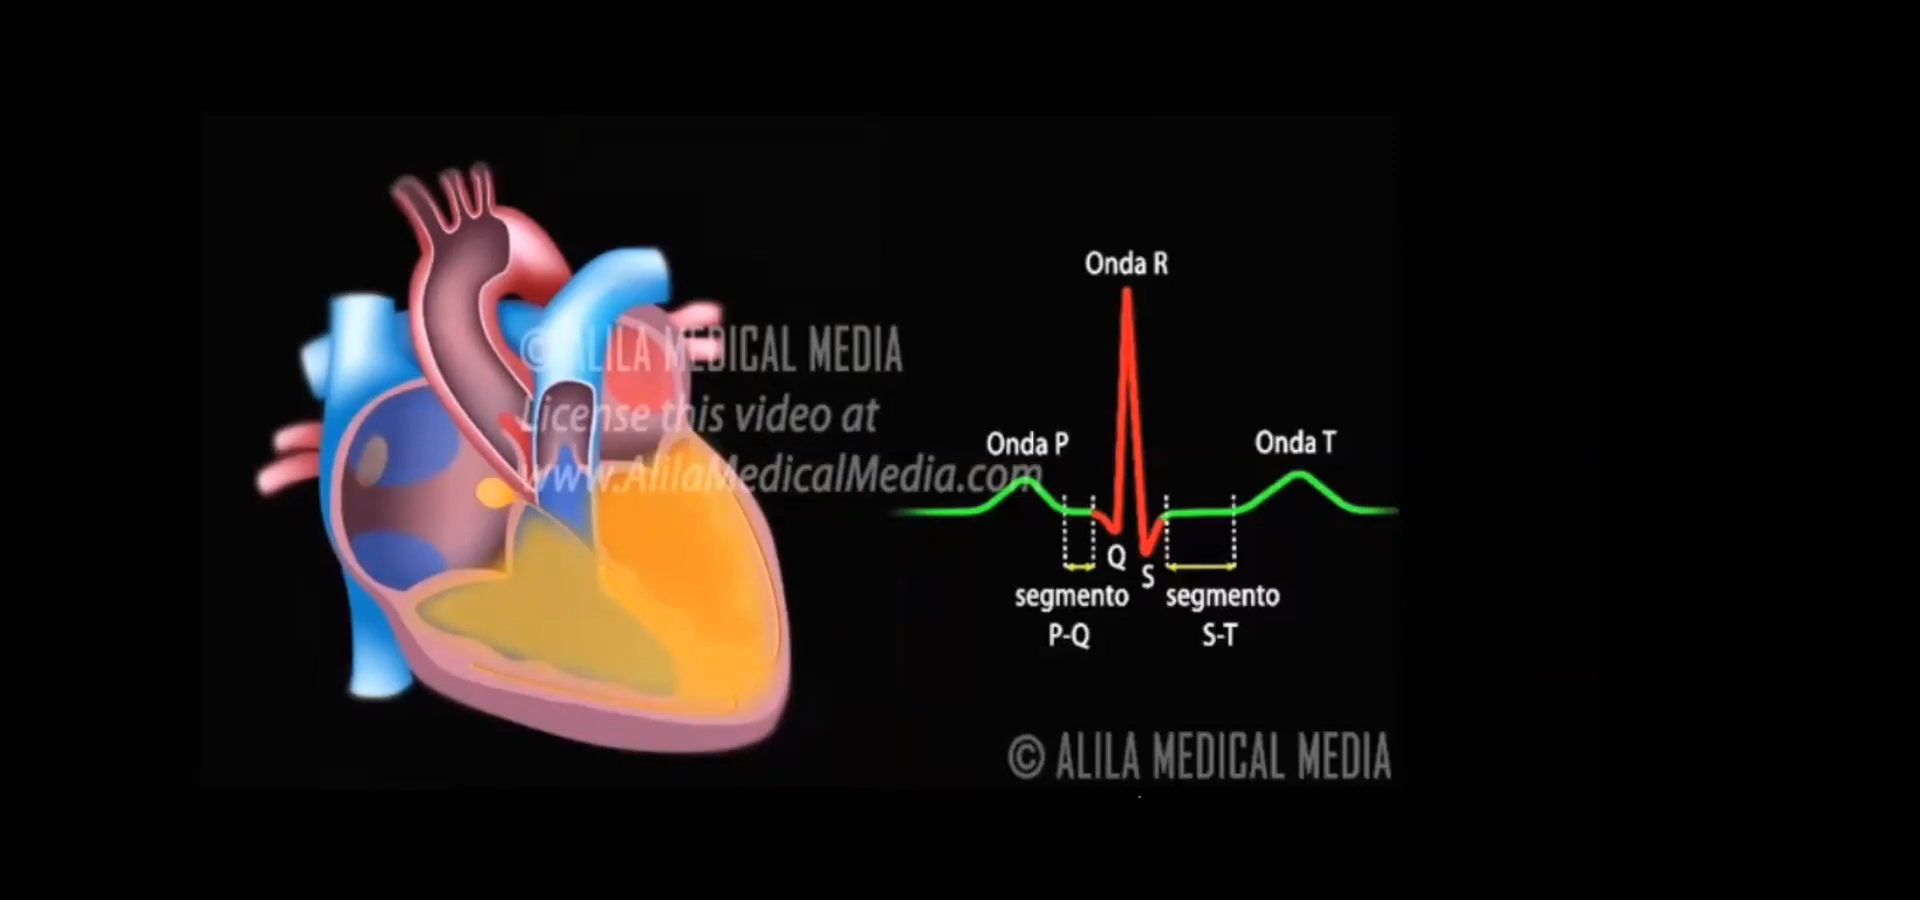 © ALILA MEDICAL MEDIA
License this video at
www.AlilaMedicalMedia.com
Onda R
Onda P
Onda T
Q
S
segmento
P-Q
segmento
S-T
© ALILA MEDICAL MEDIA